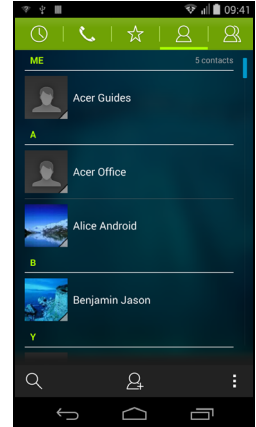 09:41
ME 5 contacts
Acer Guides
A
Acer Office
Alice Android
B
Benjamin Jason
Y